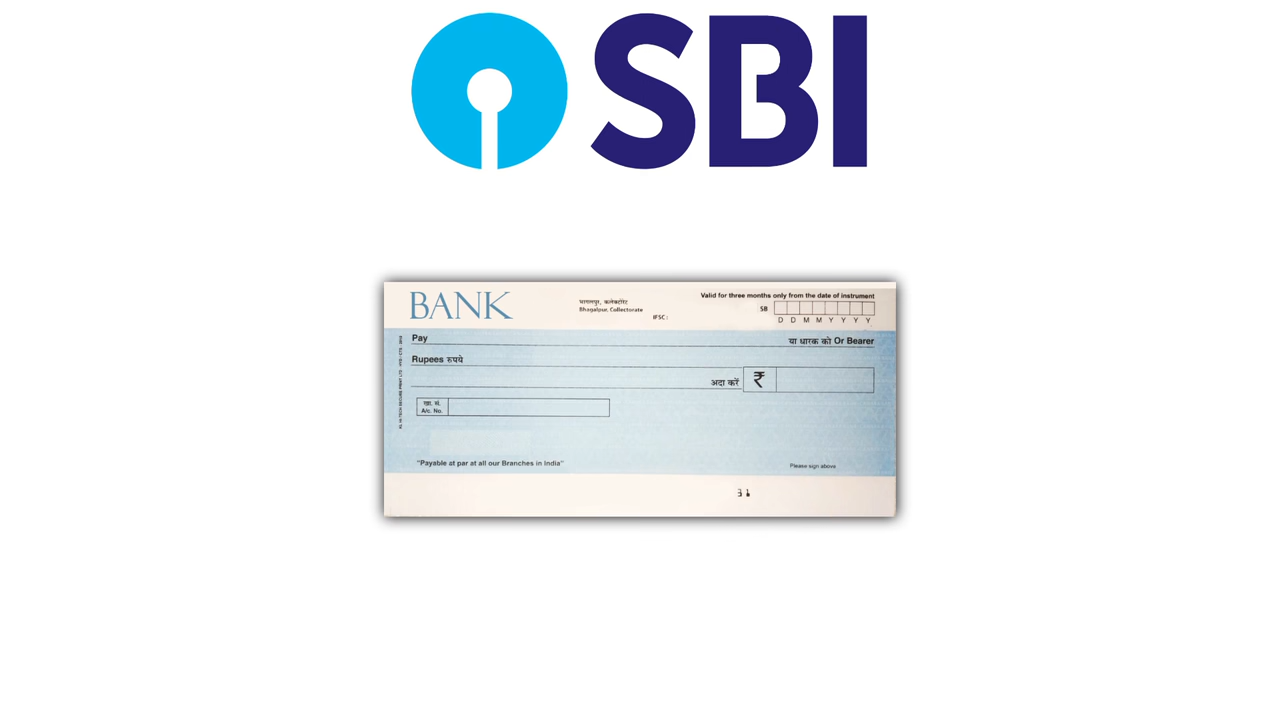 SBI
BANK
भागलपुर, कलेक्टोरेट
Bhagalpur, Collectorate
IFSC :
Valid for three months only from the date of instrument
SB
D D M M Y Y Y Y
Pay
या धारक को Or Bearer
Rupees रुपये
अदा करें ₹
खा. सं.
A/c. No.
"Payable at par at all our Branches in India"
Please sign above